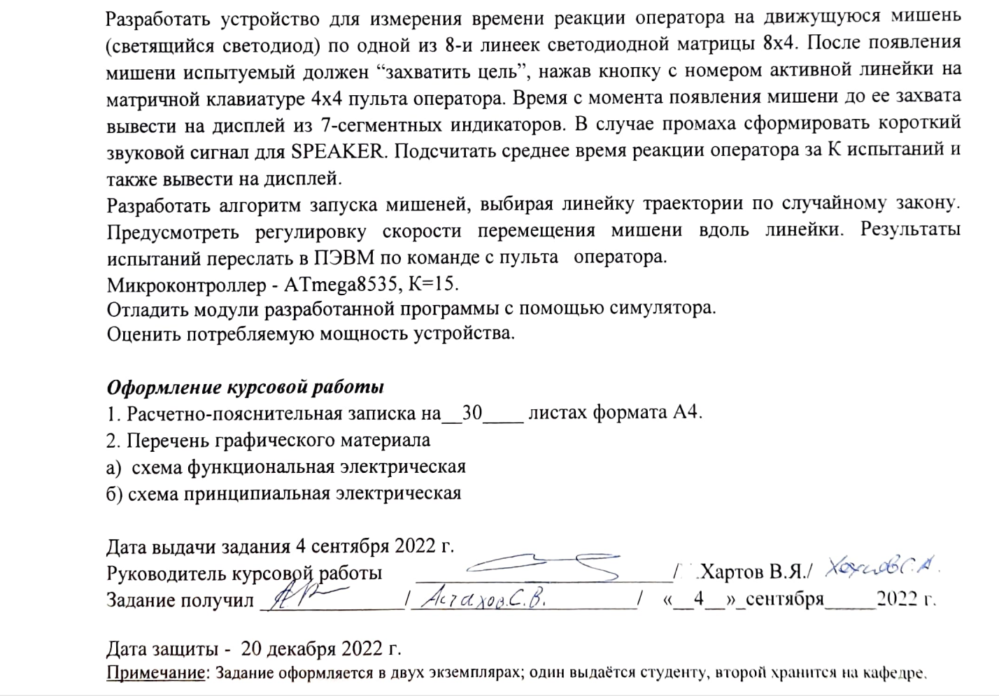 Разработать устройство для измерения времени реакции оператора на движущуюся мишень
(светящийся светодиод) по одной из 8-и линеек светодиодной матрицы 8х4. После появления
мишени испытуемый должен “захватить цель”, нажав кнопку с номером активной линейки на
матричной клавиатуре 4х4 пульта оператора. Время с момента появления мишени до ее захвата
вывести на дисплей из 7-сегментных индикаторов. В случае промаха сформировать короткий
звуковой сигнал для SPEAKER. Подсчитать среднее время реакции оператора за К испытаний и
также вывести на дисплей.
Разработать алгоритм запуска мишеней, выбирая линейку траектории по случайному закону.
Предусмотреть регулировку скорости перемещения мишени вдоль линейки. Результаты
испытаний переслать в ПЭВМ по команде с пульта оператора.
Микроконтроллер - ATmega8535, К=15.
Отладить модули разработанной программы с помощью симулятора.
Оценить потребляемую мощность устройства.
Оформление курсовой работы
1. Расчетно-пояснительная записка на__30____ листах формата А4.
2. Перечень графического материала
а) схема функциональная электрическая
б) схема принципиальная электрическая
Дата выдачи задания 4 сентября 2022 г.
Руководитель курсовой работы ____________________/ .Хартов В.Я./
Задание получил ______________/ Астахов.С.В. / «__4__»_сентября_____2022 г.
Дата защиты - 20 декабря 2022 г.
Примечание: Задание оформляется в двух экземплярах; один выдаётся студенту, второй хранится на кафедре.